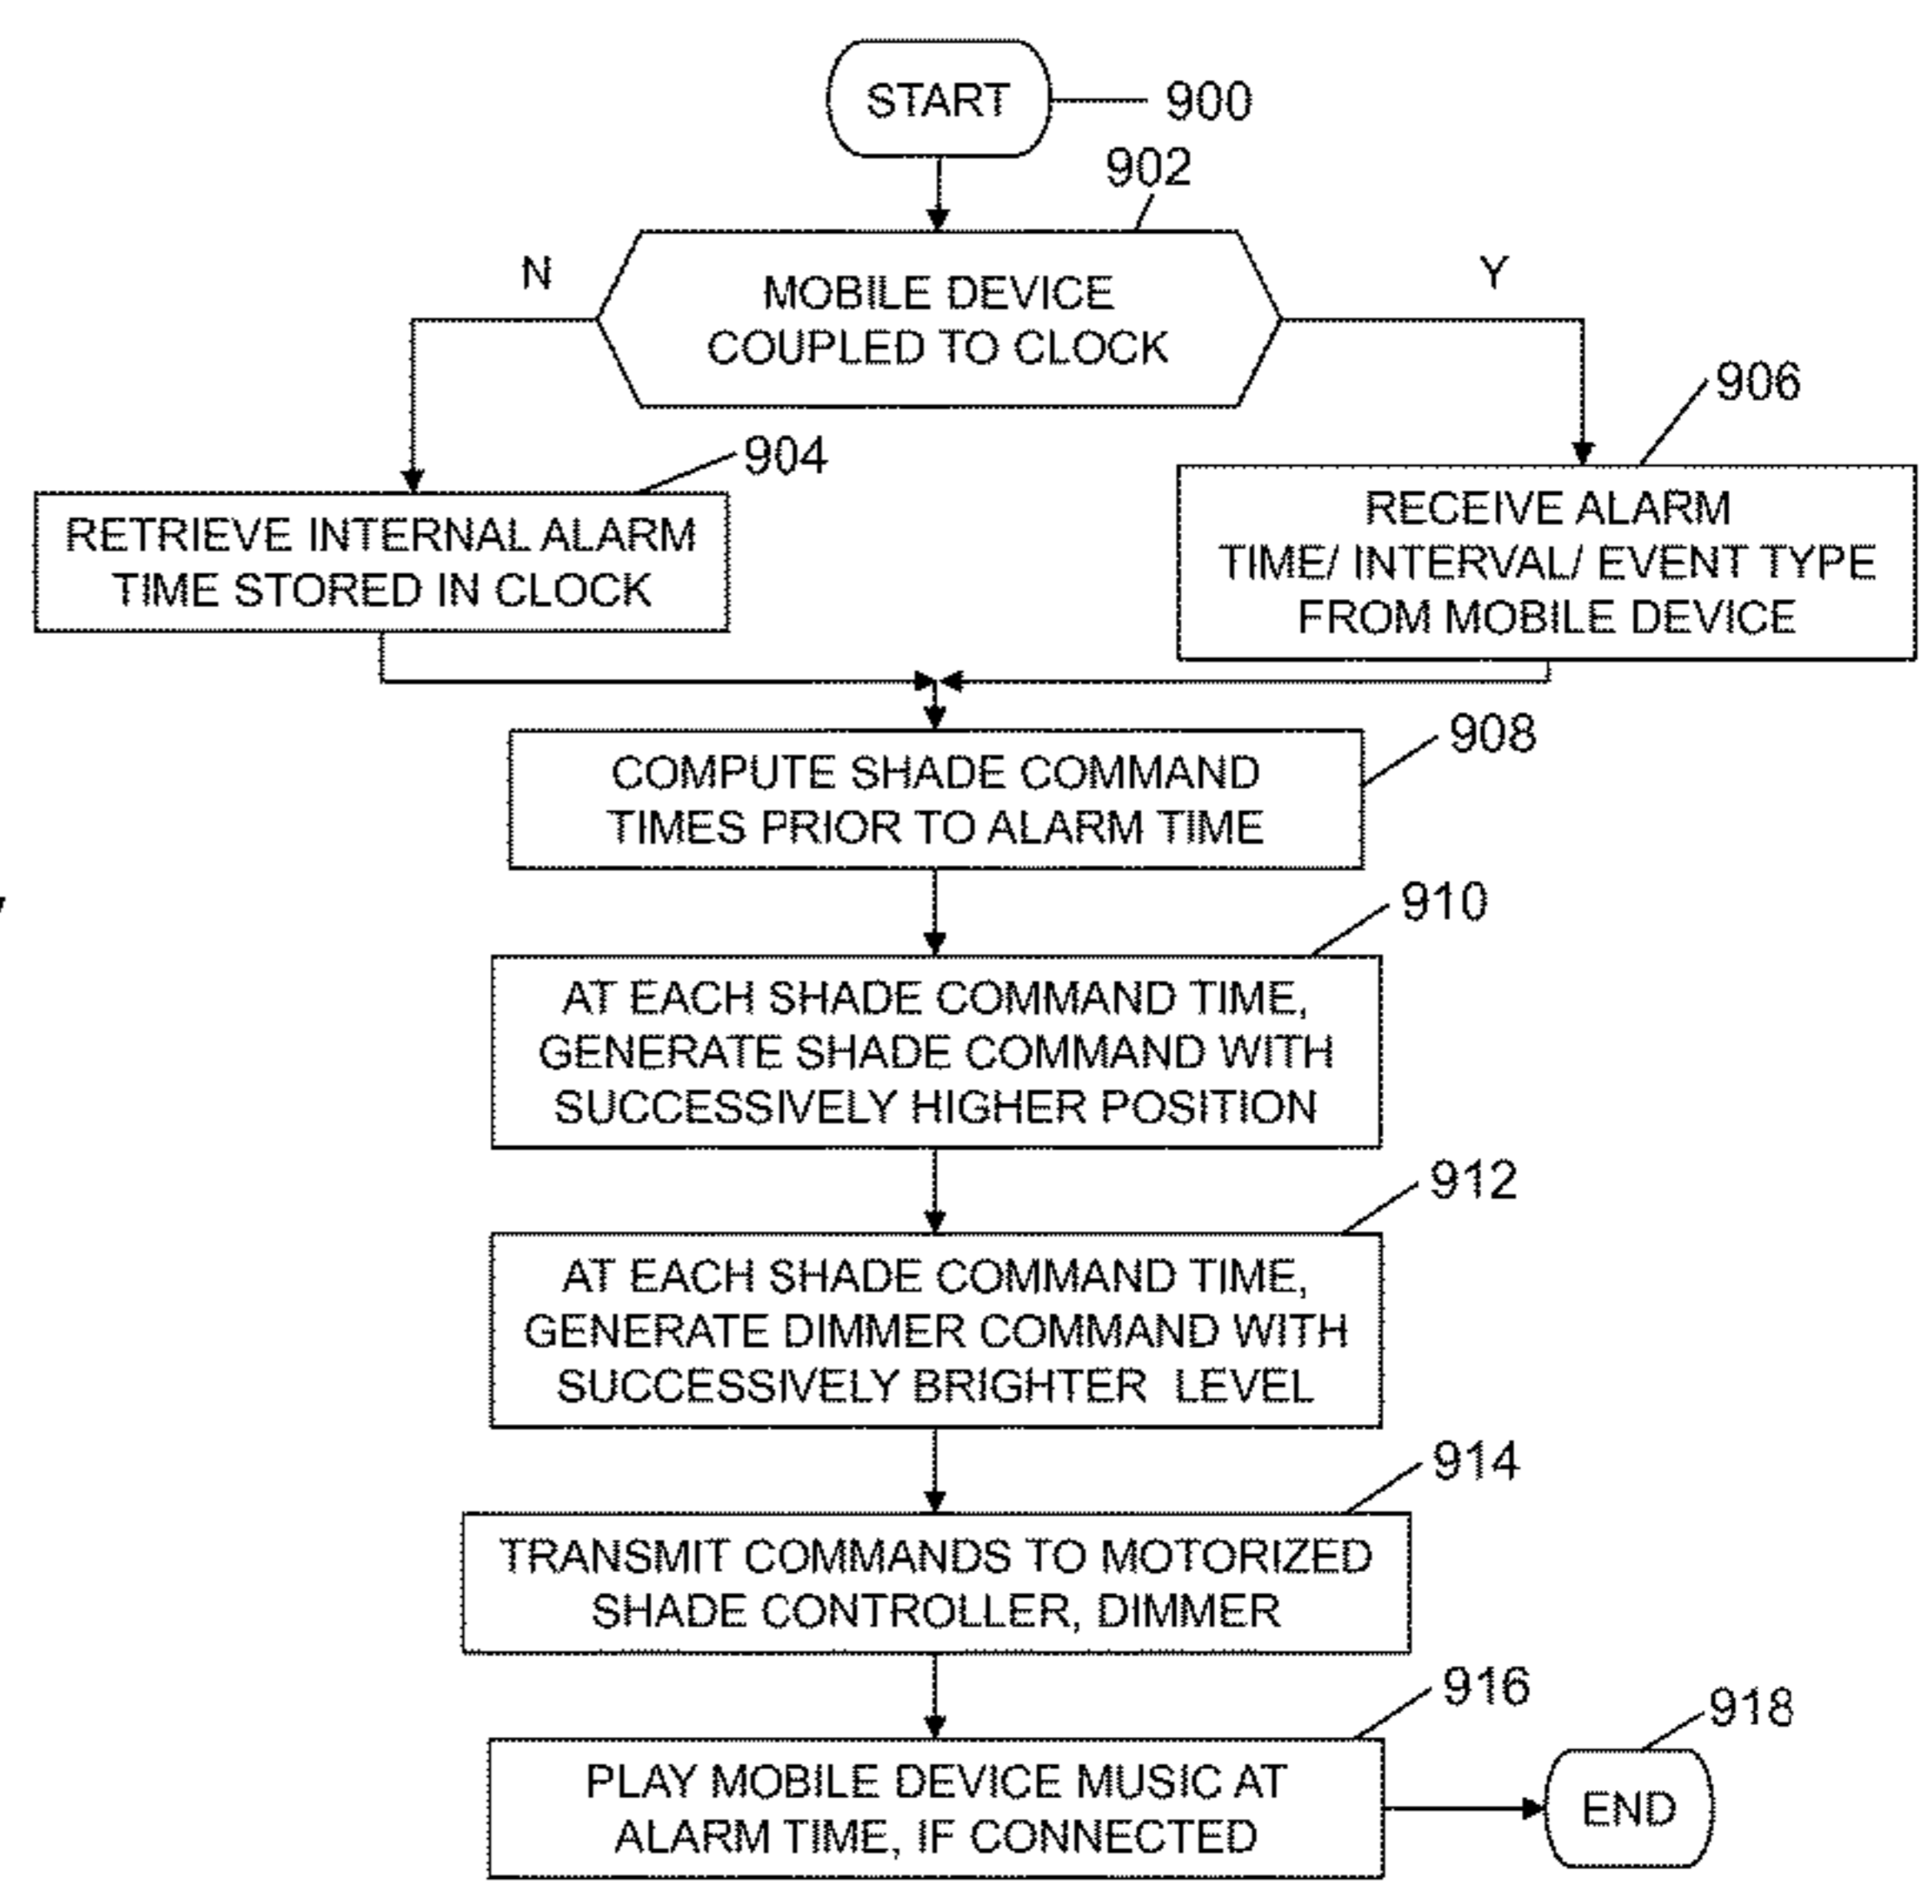 START
900
902
N
MOBILE DEVICE
COUPLED TO CLOCK
Y
906
904
RETRIEVE INTERNAL ALARM
TIME STORED IN CLOCK
RECEIVE ALARM
TIME/ INTERVAL/ EVENT TYPE
FROM MOBILE DEVICE
908
COMPUTE SHADE COMMAND
TIMES PRIOR TO ALARM TIME
910
AT EACH SHADE COMMAND TIME,
GENERATE SHADE COMMAND WITH
SUCCESSIVELY HIGHER POSITION
912
AT EACH SHADE COMMAND TIME,
GENERATE DIMMER COMMAND WITH
SUCCESSIVELY BRIGHTER LEVEL
914
TRANSMIT COMMANDS TO MOTORIZED
SHADE CONTROLLER, DIMMER
916
918
PLAY MOBILE DEVICE MUSIC AT
ALARM TIME, IF CONNECTED
END